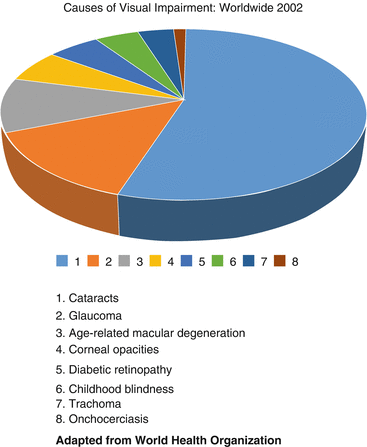 Causes of Visual Impairment: Worldwide 2002
1 2 3 4 5 6 7 8
1. Cataracts
2. Glaucoma
3. Age-related macular degeneration
4. Corneal opacities
5. Diabetic retinopathy
6. Childhood blindness
7. Trachoma
8. Onchocerciasis
Adapted from World Health Organization